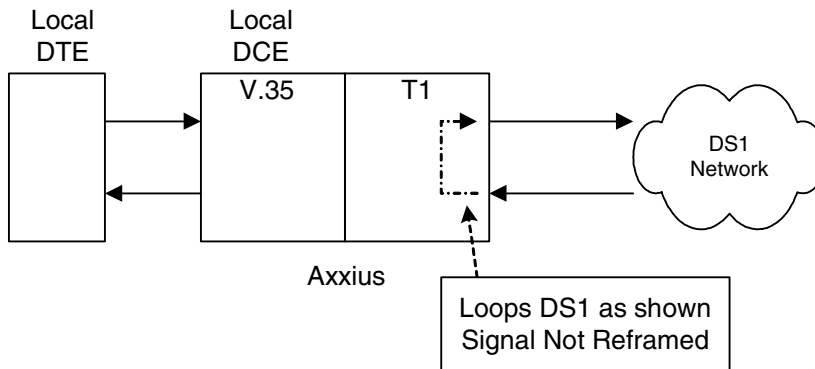 Local
DTE
Local
DCE
V.35
T1
DS1
Network
Axxius
Loops DS1 as shown
Signal Not Reframed